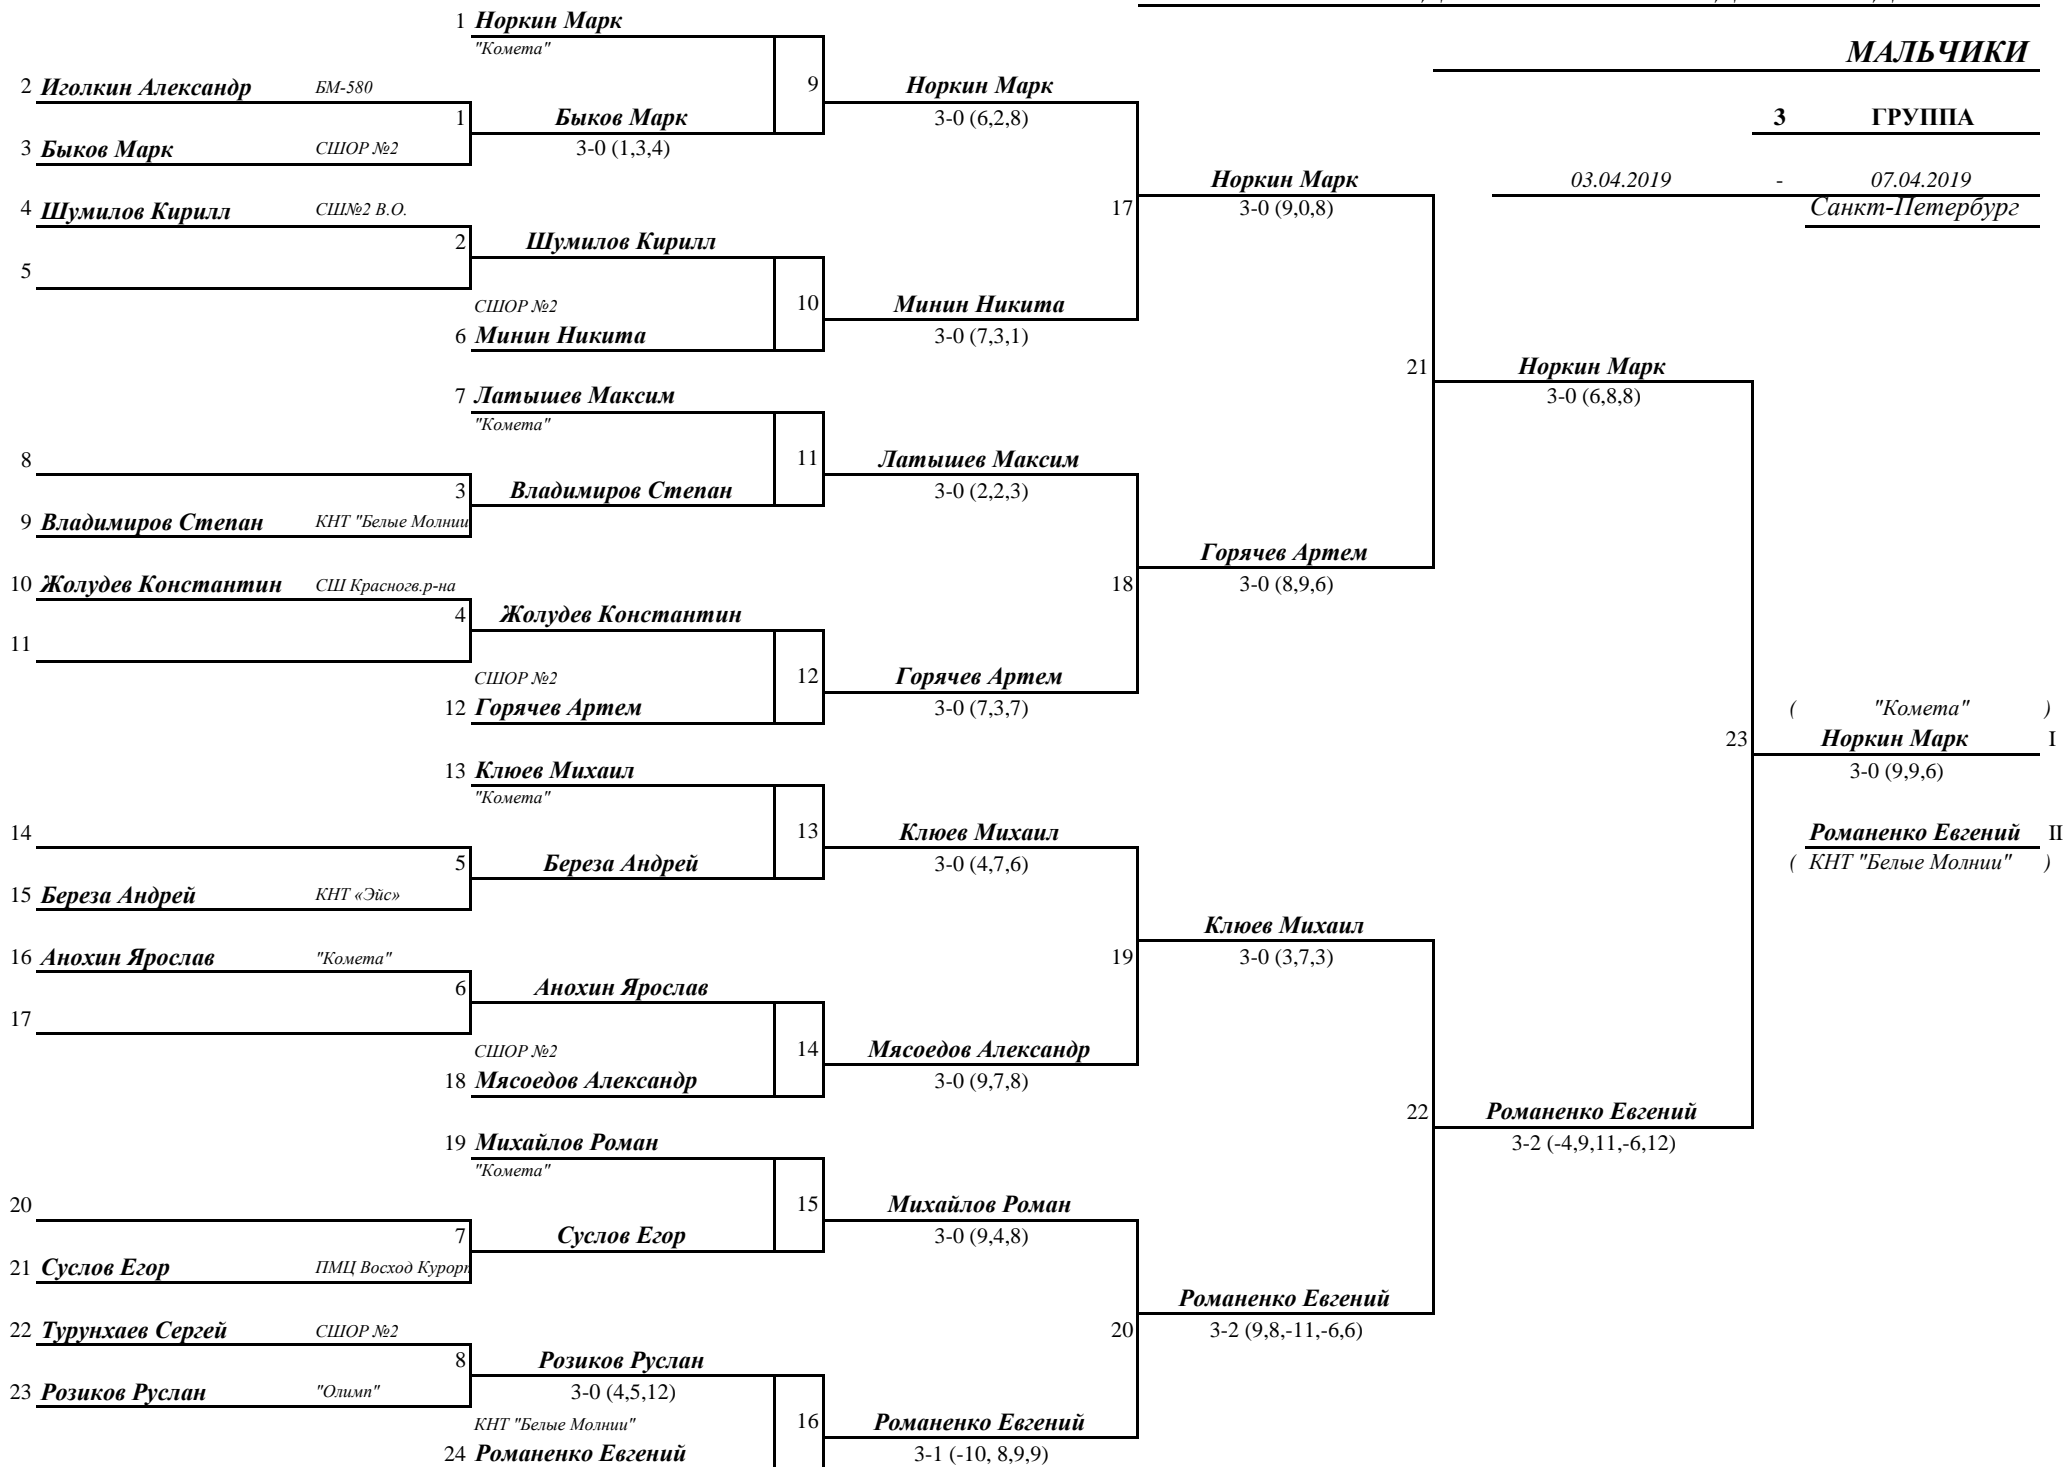 1 Норкин Марк
"Комета"
МАЛЬЧИКИ
2 Иголкин Александр БМ-580 9 Норкин Марк
1 Быков Марк 3-0 (6,2,8) 3 ГРУППА
3 Быков Марк СШОР №2 3-0 (1,3,4)
Норкин Марк 03.04.2019 - 07.04.2019
4 Шумилов Кирилл СШ№2 В.О. 17 3-0 (9,0,8) Санкт-Петербург
2 Шумилов Кирилл
5
СШОР №2 10 Минин Никита
6 Минин Никита 3-0 (7,3,1)
21 Норкин Марк
7 Латышев Максим 3-0 (6,8,8)
"Комета"
8 11 Латышев Максим
3 Владимиров Степан 3-0 (2,2,3)
9 Владимиров Степан КНТ "Белые Молнии
Горячев Артем
10 Жолудев Константин СШ Красногв.р-на 18 3-0 (8,9,6)
4 Жолудев Константин
11
СШОР №2 12 Горячев Артем
12 Горячев Артем 3-0 (7,3,7) ( "Комета" )
23 Норкин Марк I
13 Клюев Михаил 3-0 (9,9,6)
"Комета"
14 13 Клюев Михаил Романенко Евгений II
5 Береза Андрей 3-0 (4,7,6) ( КНТ "Белые Молнии" )
15 Береза Андрей КНТ «Эйс»
Клюев Михаил
16 Анохин Ярослав "Комета" 19 3-0 (3,7,3)
6 Анохин Ярослав
17
СШОР №2 14 Мясоедов Александр
18 Мясоедов Александр 3-0 (9,7,8)
22 Романенко Евгений
19 Михайлов Роман 3-2 (-4,9,11,-6,12)
"Комета"
20 15 Михайлов Роман
7 Суслов Егор 3-0 (9,4,8)
21 Суслов Егор ПМЦ Восход Курорт
Романенко Евгений
22 Турунхаев Сергей СШОР №2 20 3-2 (9,8,-11,-6,6)
8 Розиков Руслан
23 Розиков Руслан "Олимп" 3-0 (4,5,12)
КНТ "Белые Молнии" 16 Романенко Евгений
24 Романенко Евгений 3-1 (-10, 8,9,9)